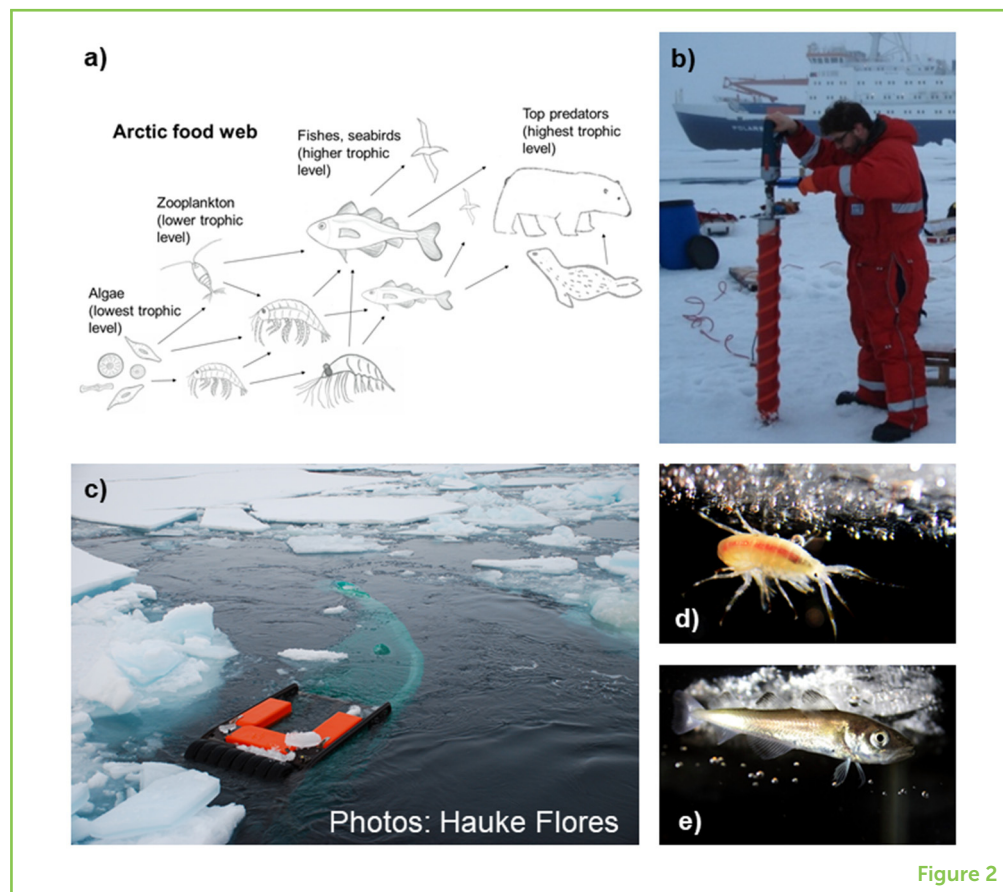 a)
Arctic food web
Algae
(lowest trophic
level)
Zooplankton
(lower trophic
level)
Fishes, seabirds
(higher trophic
level)
Top predators
(highest trophic
level)
b)
POLARS
c)
Photos: Hauke Flores
d)
e)
Figure 2